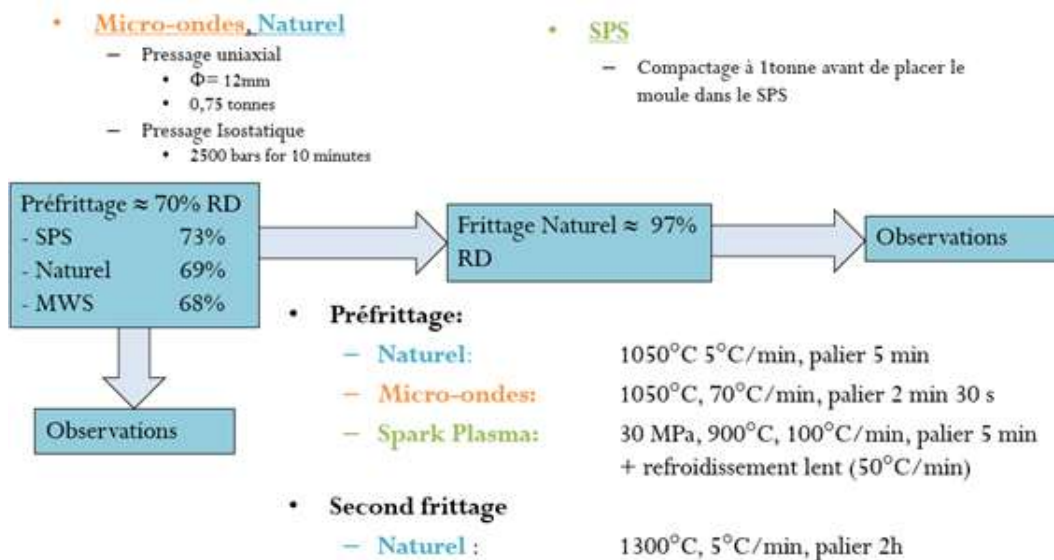 • Micro-ondes, Naturel
– Pressage uniaxial
• Φ= 12mm
• 0,75 tonnes
– Pressage Isostatique
• 2500 bars for 10 minutes
• SPS
– Compactage à 1tonne avant de placer le
moule dans le SPS
Préfrittage ≈ 70% RD
- SPS 73%
- Naturel 69%
- MWS 68%
Frittage Naturel ≈ 97%
RD
Observations
Observations
• Préfrittage:
– Naturel: 1050°C 5°C/min, palier 5 min
– Micro-ondes: 1050°C, 70°C/min, palier 2 min 30 s
– Spark Plasma: 30 MPa, 900°C, 100°C/min, palier 5 min
+ refroidissement lent (50°C/min)
• Second frittage
– Naturel : 1300°C, 5°C/min, palier 2h